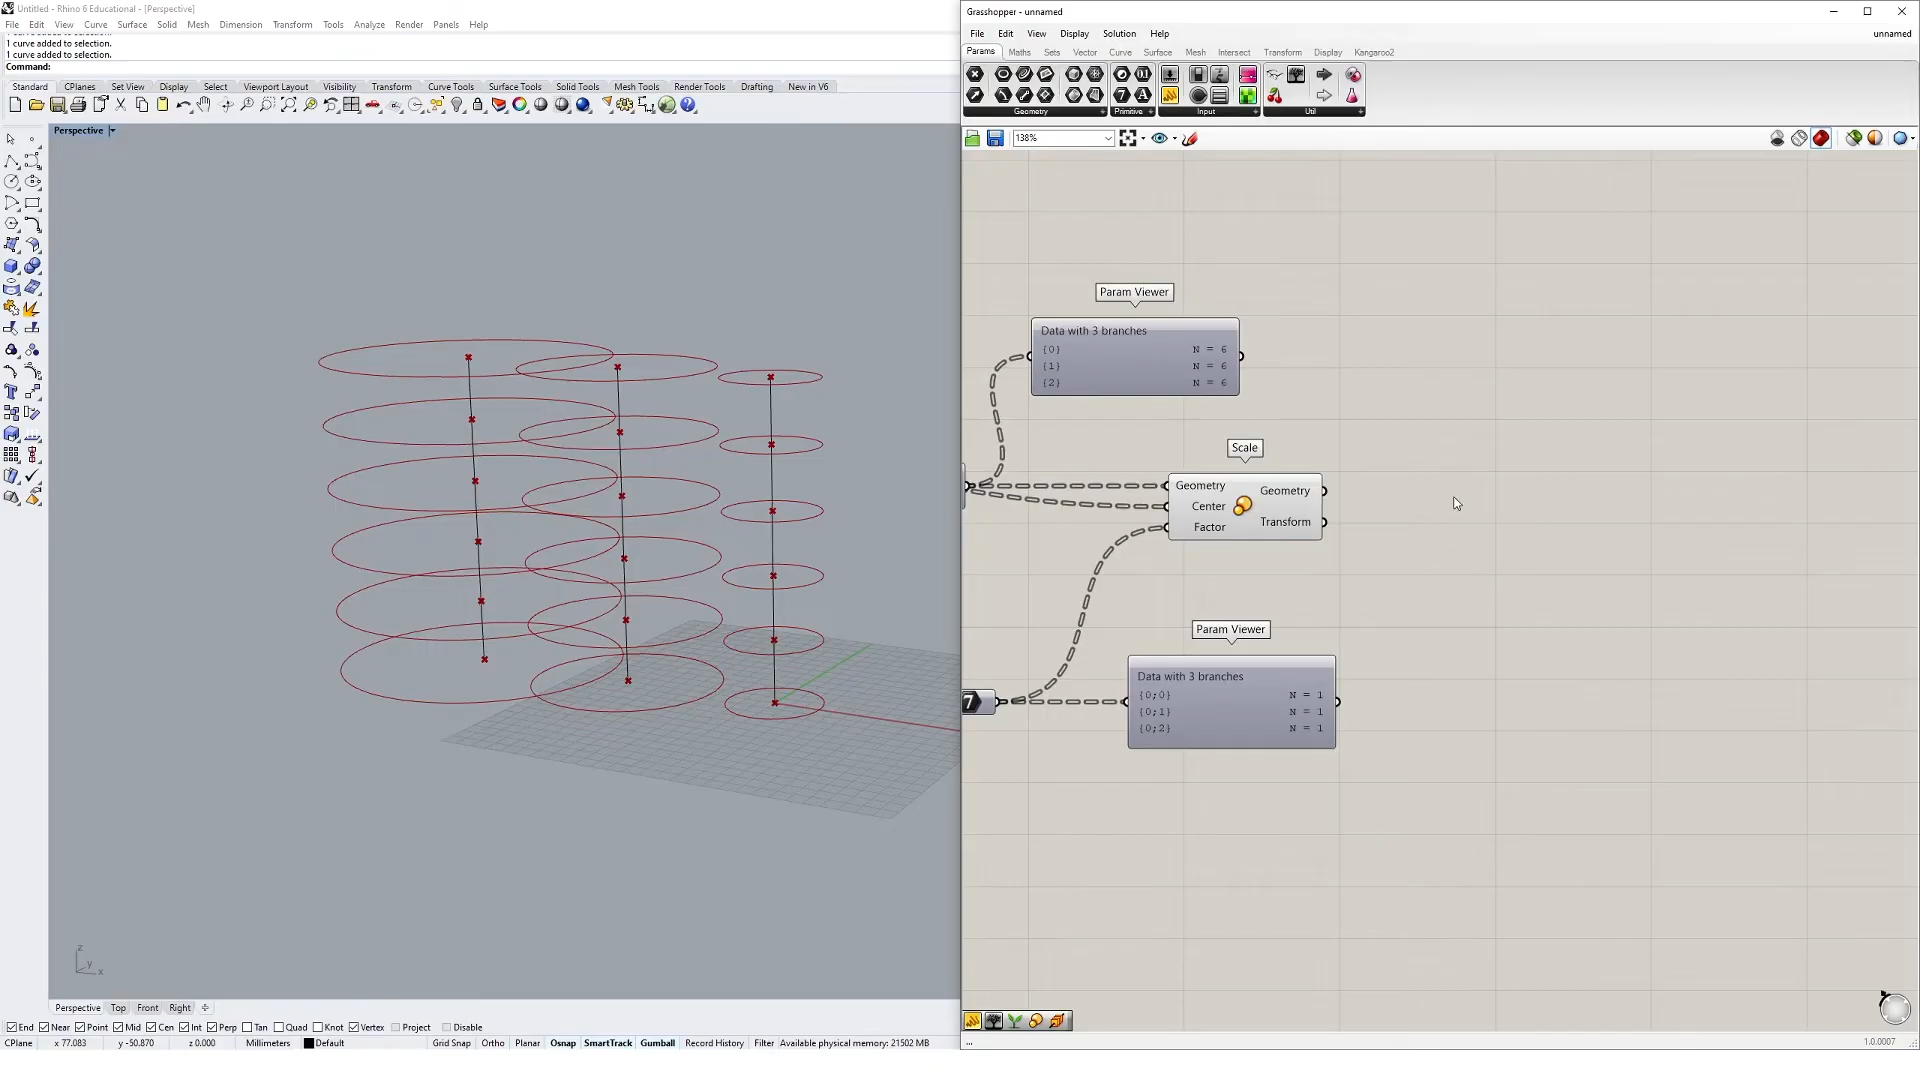 Untitled - Rhino 6 Educational - [Perspective]
File Edit View Curve Surface Solid Mesh Dimension Transform Tools Analyze Render Panels Help
1 curve added to selection.
1 curve added to selection.
Command:
Standard CPlanes Set View Display Select Viewport Layout Visibility Transform Curve Tools Surface Tools Solid Tools Mesh Tools Render Tools Drafting New in V6
Perspective
z
y
x
Perspective Top Front Right
End Near Point Mid Cen Int Perp Tan Quad Knot Vertex Project Disable
CPlane x 77.083 y -50.870 z 0.000 Millimeters Default Grid Snap Ortho Planar Osnap SmartTrack Gumball Record History Filter Available physical memory: 21502 MB
Grasshopper - unnamed
File Edit View Display Solution Help unnamed
Params Maths Sets Vector Curve Surface Mesh Intersect Transform Display Kangaroo2
Geometry Primitive Input Util
138%
Param Viewer
Data with 3 branches
{0} N = 6
{1} N = 6
{2} N = 6
Scale
Geometry
Center
Factor
Geometry
Transform
Param Viewer
7
Data with 3 branches
{0;0} N = 1
{0;1} N = 1
{0;2} N = 1
...
1.0.0007